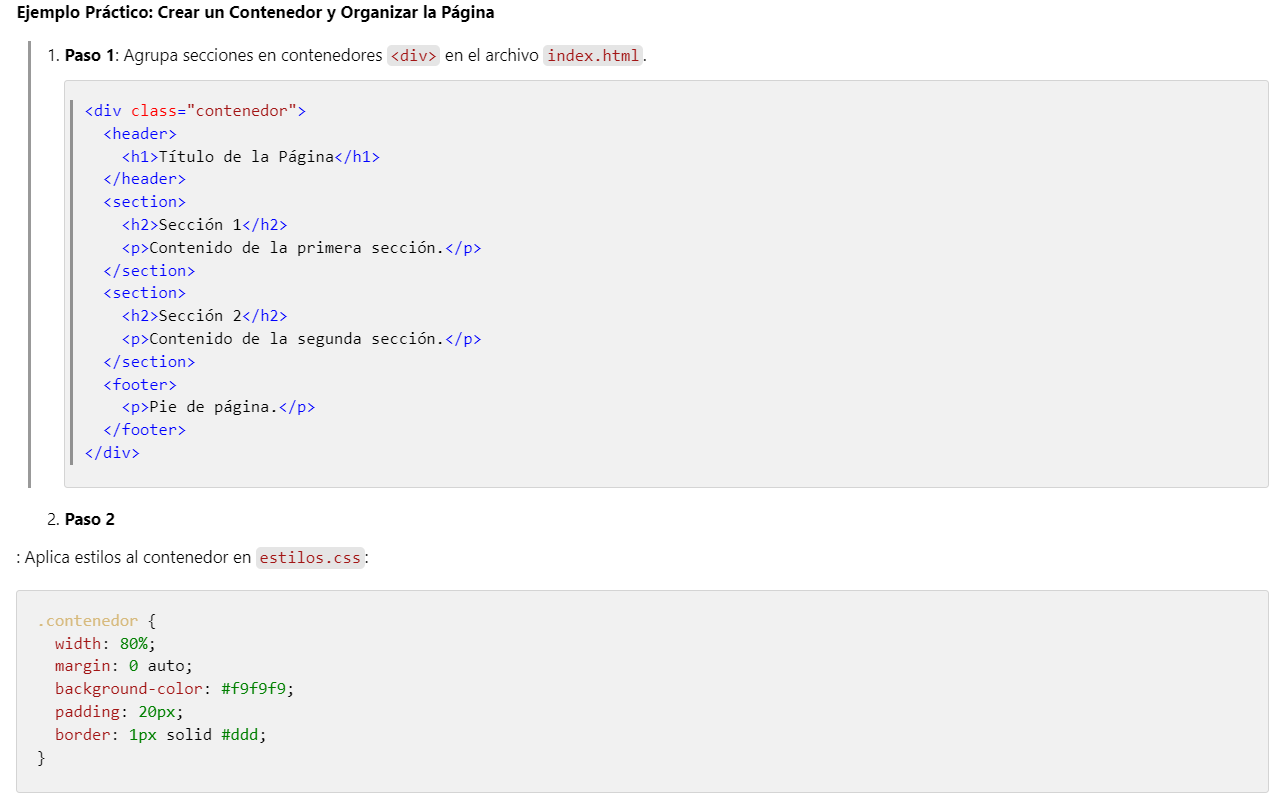 Ejemplo Práctico: Crear un Contenedor y Organizar la Página
1. Paso 1: Agrupa secciones en contenedores <div> en el archivo index.html.
<div class="contenedor">
  <header>
    <h1>Título de la Página</h1>
  </header>
  <section>
    <h2>Sección 1</h2>
    <p>Contenido de la primera sección.</p>
  </section>
  <section>
    <h2>Sección 2</h2>
    <p>Contenido de la segunda sección.</p>
  </section>
  <footer>
    <p>Pie de página.</p>
  </footer>
</div>
2. Paso 2
: Aplica estilos al contenedor en estilos.css:
.contenedor {
  width: 80%;
  margin: 0 auto;
  background-color: #f9f9f9;
  padding: 20px;
  border: 1px solid #ddd;
}